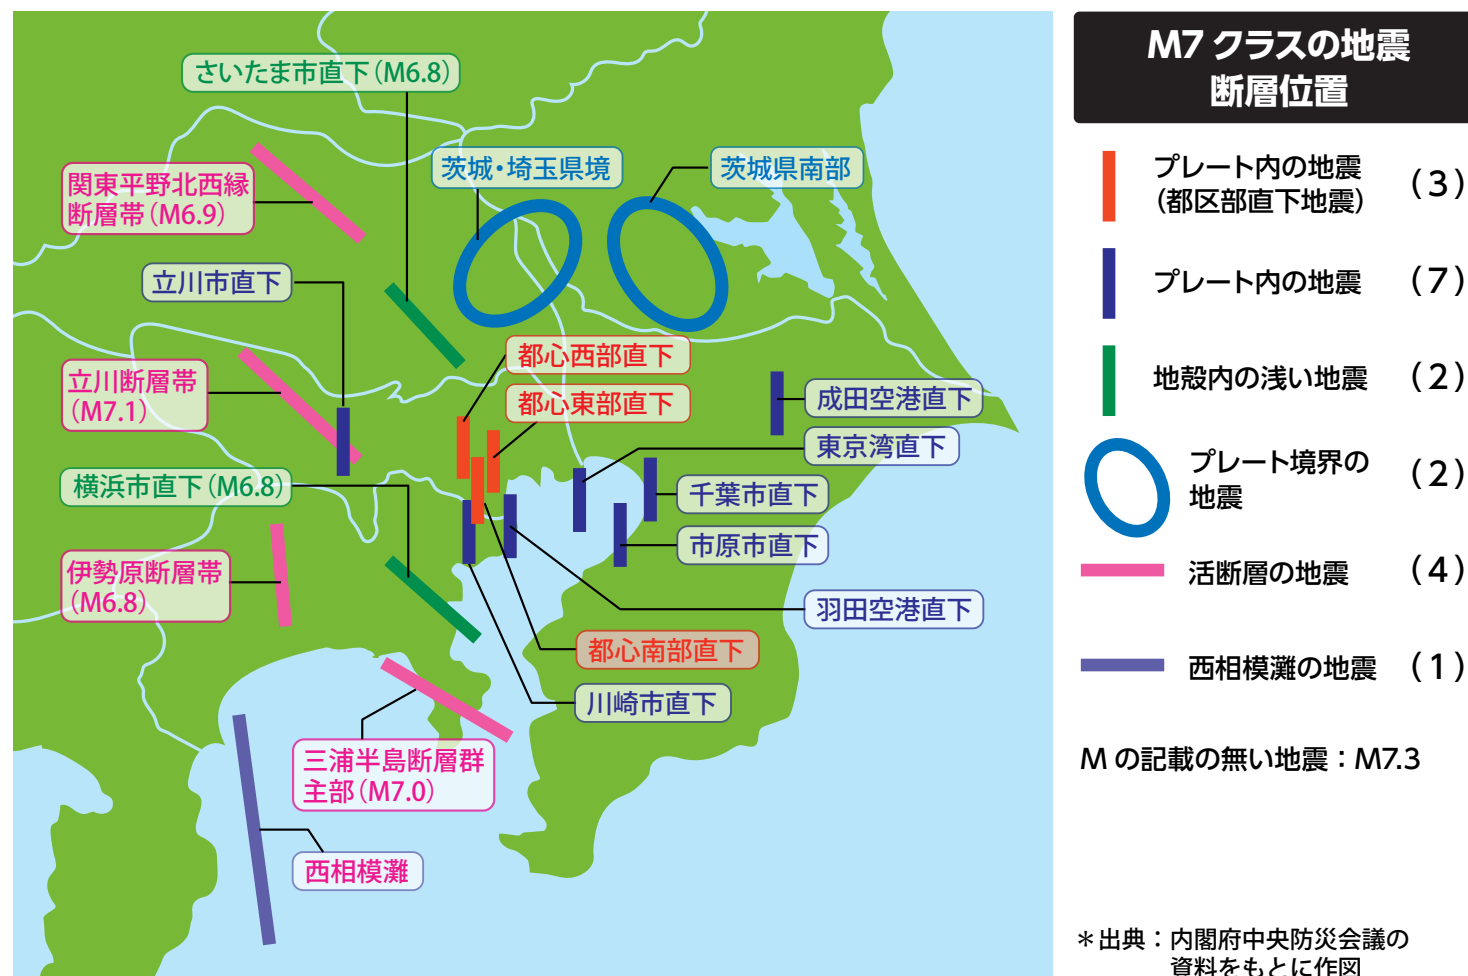 さいたま市直下(M6.8)
関東平野北西縁
断層帯(M6.9)
茨城・埼玉県境
茨城県南部
立川市直下
立川断層帯
(M7.1)
都心西部直下
都心東部直下
成田空港直下
東京湾直下
横浜市直下(M6.8)
千葉市直下
市原市直下
伊勢原断層帯
(M6.8)
羽田空港直下
都心南部直下
川崎市直下
三浦半島断層群
主部(M7.0)
西相模灘
M7 クラスの地震
断層位置
プレート内の地震
(都区部直下地震) (3)
プレート内の地震 (7)
地殻内の浅い地震 (2)
プレート境界の
地震 (2)
活断層の地震 (4)
西相模灘の地震 (1)
M の記載の無い地震：M7.3
＊出典：内閣府中央防災会議の
資料をもとに作図